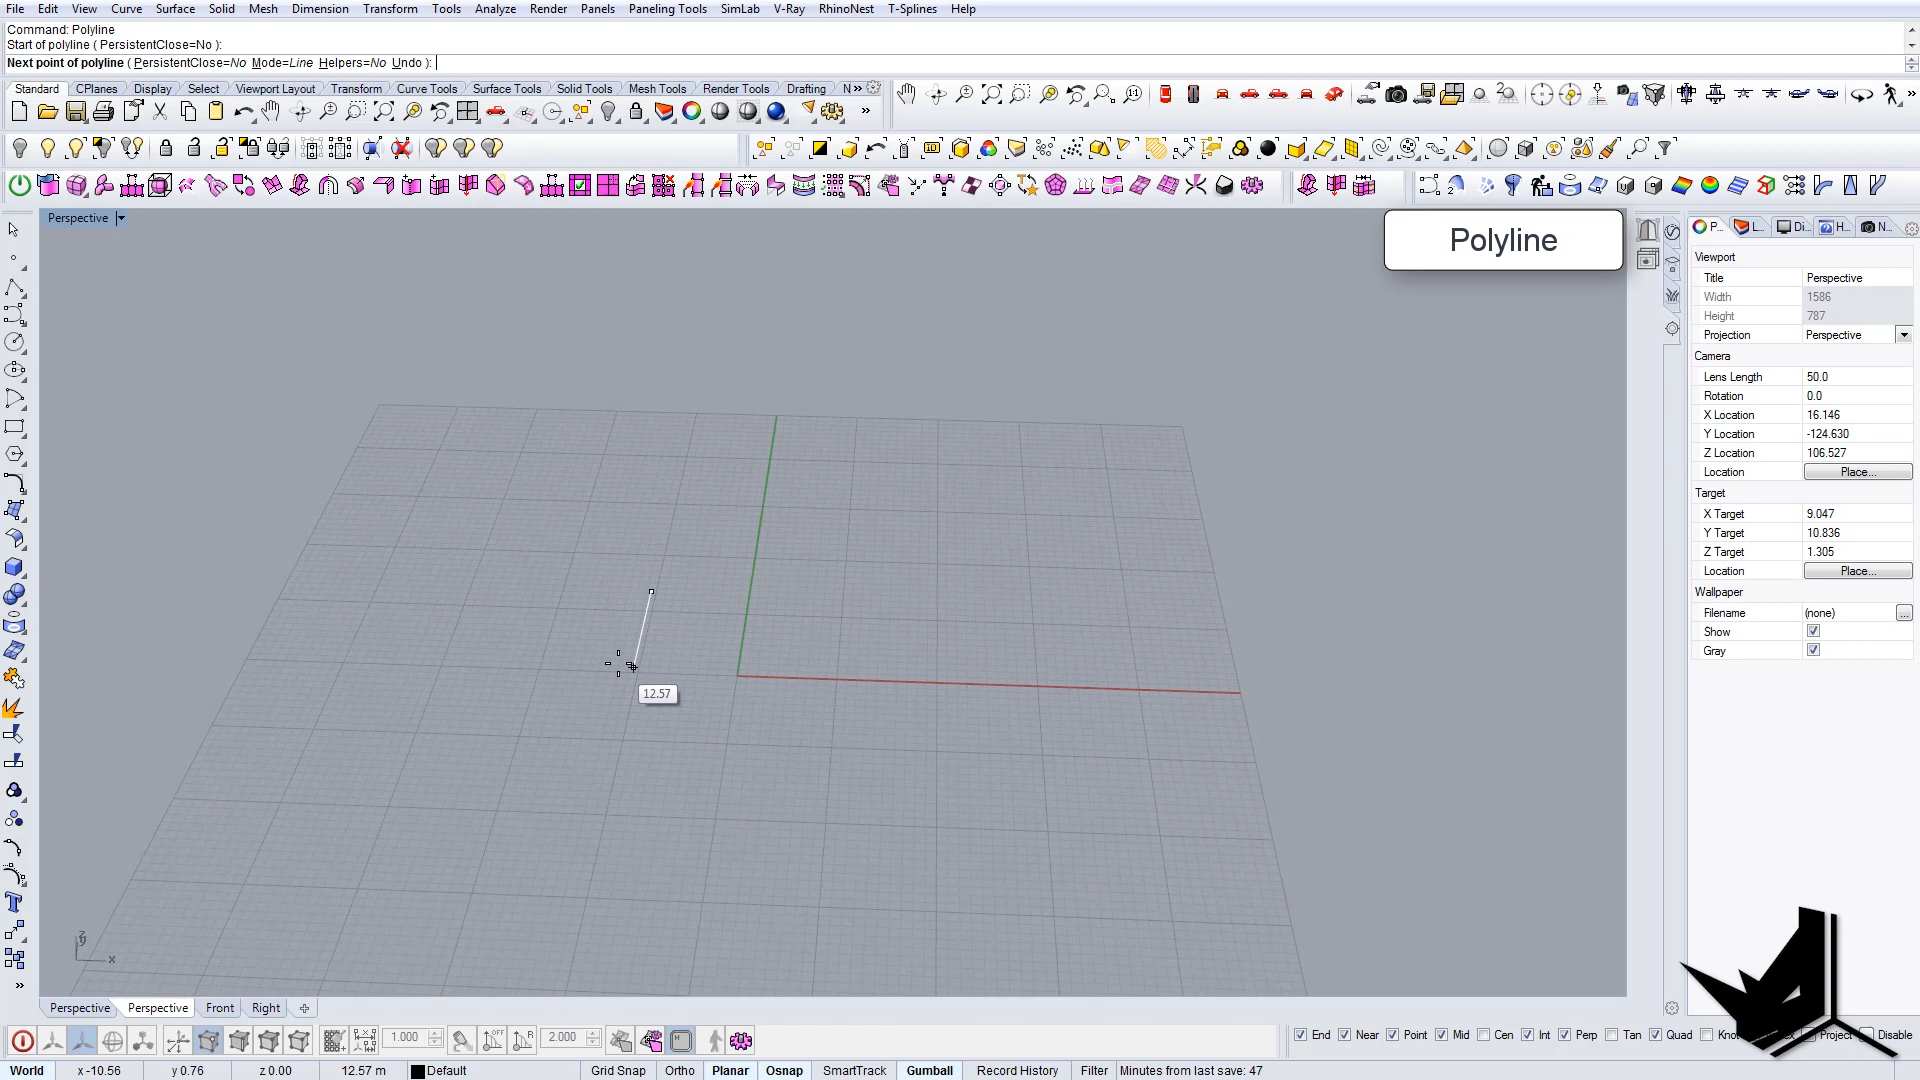 File Edit View Curve Surface Solid Mesh Dimension Transform Tools Analyze Render Panels Paneling Tools SimLab V-Ray RhinoNest T-Splines Help
Command: Polyline
Start of polyline ( PersistentClose=No ):
Next point of polyline ( PersistentClose=No Mode=Line Helpers=No Undo ):
Standard CPlanes Display Select Viewport Layout Transform Curve Tools Surface Tools Solid Tools Mesh Tools Render Tools Drafting N
Perspective
Polyline
P... L... Di... H... N...
Viewport
Title Perspective
Width 1586
Height 787
Projection Perspective
Camera
Lens Length 50.0
Rotation 0.0
X Location 16.146
Y Location -124.630
Z Location 106.527
Location Place...
Target
X Target 9.047
Y Target 10.836
Z Target 1.305
Location Place...
Wallpaper
Filename (none) ...
Show
Gray
12.57
x
Perspective Perspective Front Right
1.000 2.000
End Near Point Mid Cen Int Perp Tan Quad Project Disable
World x -10.56 y 0.76 z 0.00 12.57 m Default Grid Snap Ortho Planar Osnap SmartTrack Gumball Record History Filter Minutes from last save: 47